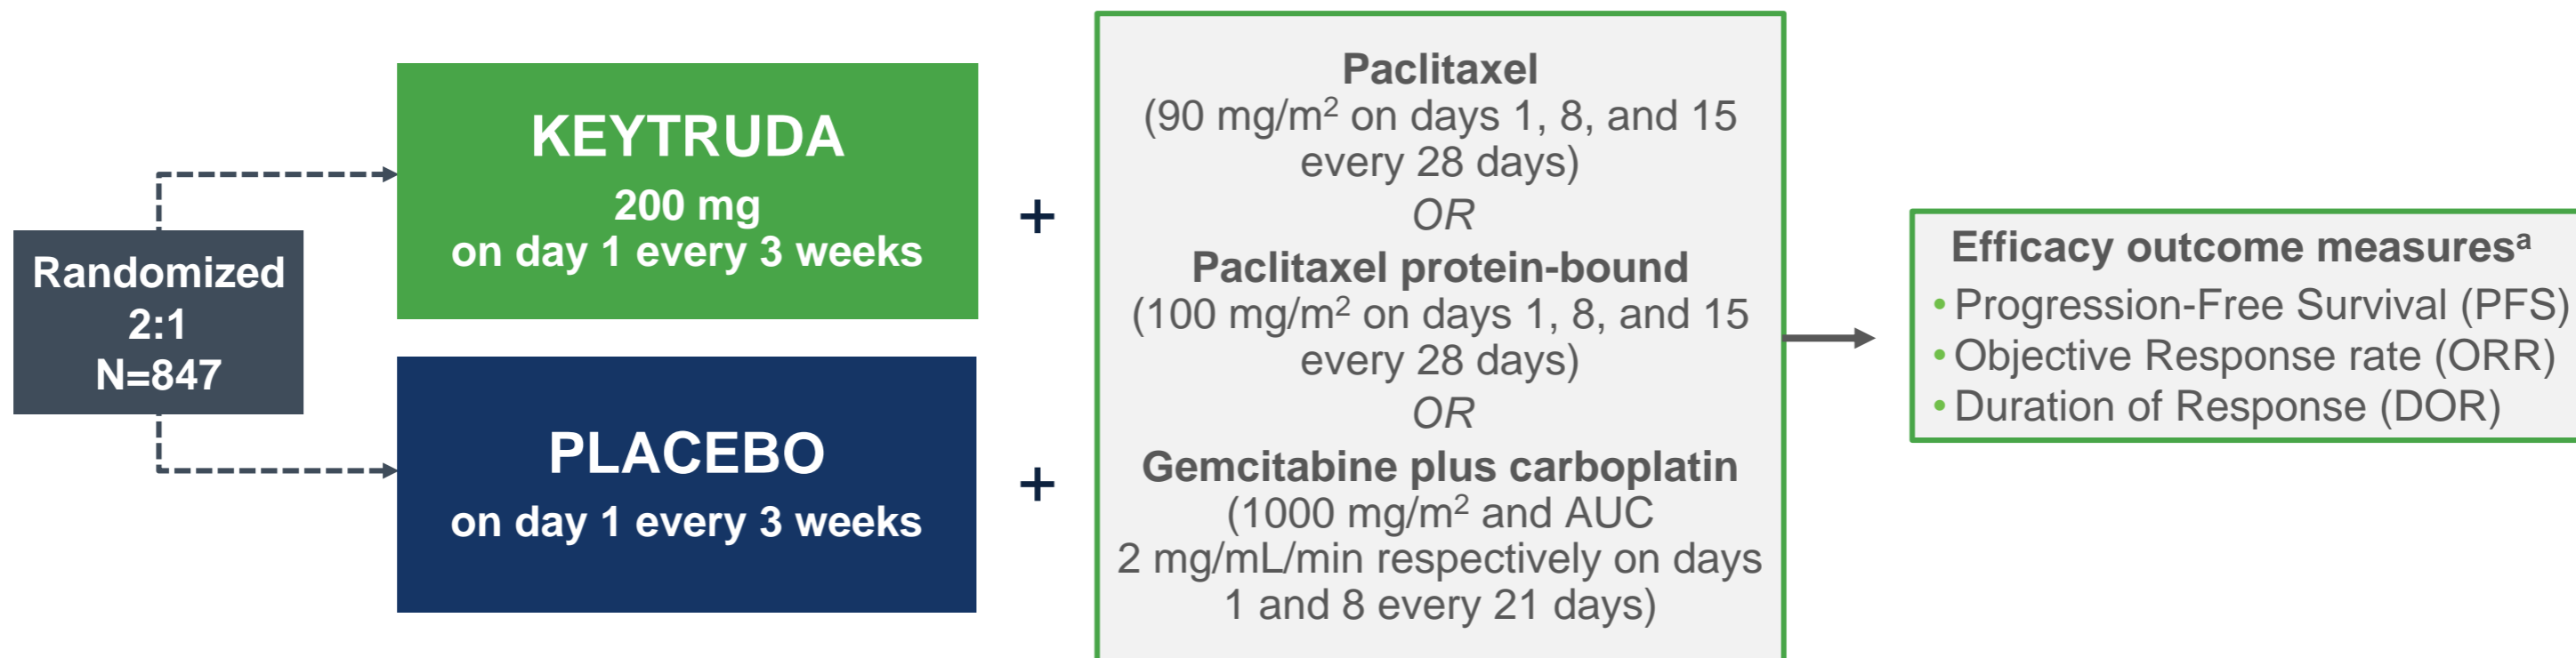 Randomized
2:1
N=847
KEYTRUDA
200 mg
on day 1 every 3 weeks
+
PLACEBO
on day 1 every 3 weeks
+
Paclitaxel
(90 mg/m² on days 1, 8, and 15
every 28 days)
OR
Paclitaxel protein-bound
(100 mg/m² on days 1, 8, and 15
every 28 days)
OR
Gemcitabine plus carboplatin
(1000 mg/m² and AUC
2 mg/mL/min respectively on days
1 and 8 every 21 days)
Efficacy outcome measuresᵃ
• Progression-Free Survival (PFS)
• Objective Response rate (ORR)
• Duration of Response (DOR)